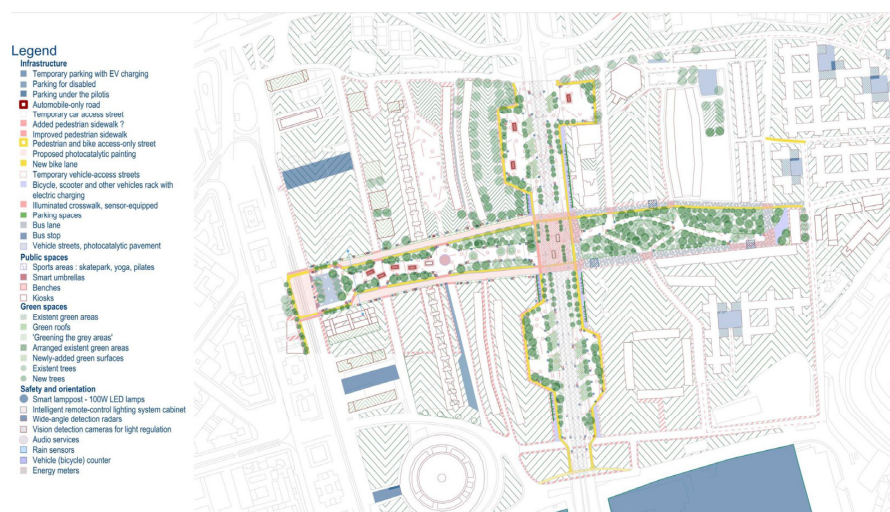 Legend
Infrastructure
Temporary parking with EV charging
Parking for disabled
Parking under the pilotis
Automobile-only road
Temporary car access street
Added pedestrian sidewalk ?
Improved pedestrian sidewalk
Pedestrian and bike access-only street
Proposed photocatalytic painting
New bike lane
Temporary vehicle-access streets
Bicycle, scooter and other vehicles rack with
electric charging
Illuminated crosswalk, sensor-equipped
Parking spaces
Bus lane
Bus stop
Vehicle streets, photocatalytic pavement
Public spaces
Sports areas : skatepark, yoga, pilates
Smart umbrellas
Benches
Kiosks
Green spaces
Existent green areas
Green roofs
'Greening the grey areas'
Arranged existent green areas
Newly-added green surfaces
Existent trees
New trees
Safety and orientation
Smart lamppost - 100W LED lamps
Intelligent remote-control lighting system cabinet
Wide-angle detection radars
Vision detection cameras for light regulation
Audio services
Rain sensors
Vehicle (bicycle) counter
Energy meters